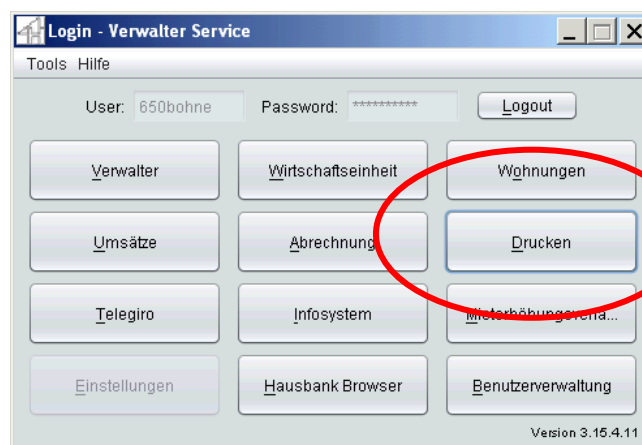 Login - Verwalter Service
Tools Hilfe
User: 650bohne Password: ********** Logout
Verwalter Wirtschaftseinheit Wohnungen
Umsätze Abrechnung Drucken
Telegiro Infosystem Mieterhöhungsverla...
Einstellungen Hausbank Browser Benutzerverwaltung
Version 3.15.4.11